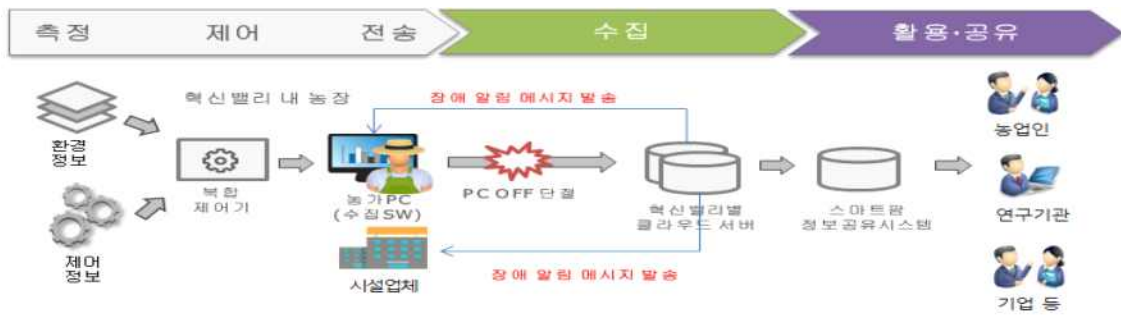 측정
제어
전송
수집
활용·공유
혁신밸리 내 농장
장애 알림 메시지 발송
환경
정보
복합
제어기
농가PC
(수집SW)
PC OFF 단절
혁신밸리별
클라우드 서버
스마트팜
정보공유시스템
농업인
연구기관
제어
정보
시설업체
장애 알림 메시지 발송
기업 등